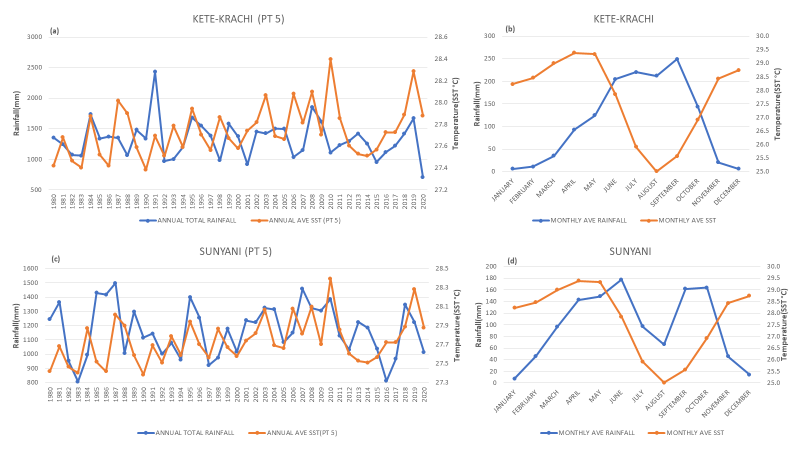 KETE-KRACHI (PT 5)
(a)
Rainfall(mm)
3000
2500
2000
1500
1000
500
28.6
28.4
28.2
28.0
27.8
27.6
27.4
27.2
Temperature(SST °C)
1980 1981 1982 1983 1984 1985 1986 1987 1988 1989 1990 1991 1992 1993 1994 1995 1996 1997 1998 1999 2000 2001 2002 2003 2004 2005 2006 2007 2008 2009 2010 2011 2012 2013 2014 2015 2016 2017 2018 2019 2020
ANNUAL TOTAL RAINFALL ANNUAL AVE SST (PT 5)
KETE-KRACHI
(b)
Rainfall(mm)
300
250
200
150
100
50
0
30.0
29.5
29.0
28.5
28.0
27.5
27.0
26.5
26.0
25.5
25.0
Temperature(SST °C)
JANUARY FEBRUARY MARCH APRIL MAY JUNE JULY AUGUST SEPTEMBER OCTOBER NOVEMBER DECEMBER
MONTHLY AVE RAINFALL MONTHLY AVE SST
SUNYANI (PT 5)
(c)
Rainfall(mm)
1600
1500
1400
1300
1200
1100
1000
900
800
28.5
28.3
28.1
27.9
27.7
27.5
27.3
Temperature(SST °C)
1980 1981 1982 1983 1984 1985 1986 1987 1988 1989 1990 1991 1992 1993 1994 1995 1996 1997 1998 1999 2000 2001 2002 2003 2004 2005 2006 2007 2008 2009 2010 2011 2012 2013 2014 2015 2016 2017 2018 2019 2020
ANNUAL TOTAL RAINFALL ANNUAL AVE SST(PT 5)
SUNYANI
(d)
Rainfall(mm)
200
180
160
140
120
100
80
60
40
20
0
30.0
29.5
29.0
28.5
28.0
27.5
27.0
26.5
26.0
25.5
25.0
Temperature(SST °C)
JANUARY FEBRUARY MARCH APRIL MAY JUNE JULY AUGUST SEPTEMBER OCTOBER NOVEMBER DECEMBER
MONTHLY AVE RAINFALL MONTHLY AVE SST